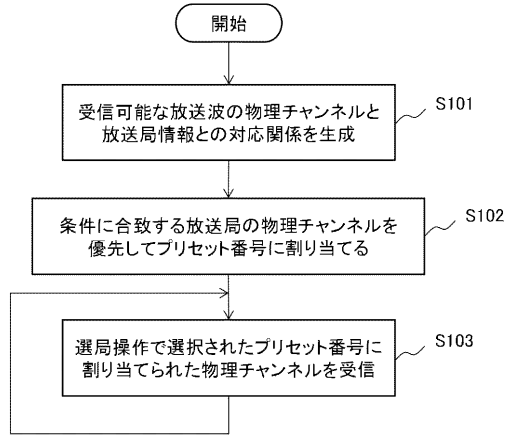 開始
受信可能な放送波の物理チャンネルと
放送局情報との対応関係を生成
S101
条件に合致する放送局の物理チャンネルを
優先してプリセット番号に割り当てる
S102
選局操作で選択されたプリセット番号に
割り当てられた物理チャンネルを受信
S103